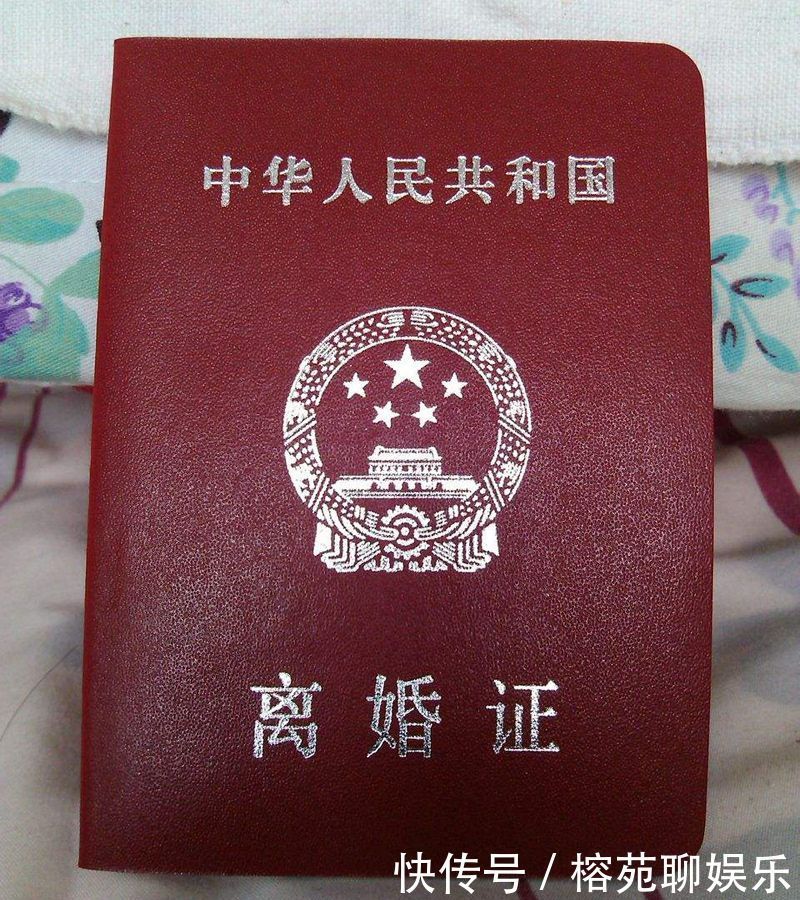 中华人民共和国
离婚证
快传号 / 榕苑聊娱乐